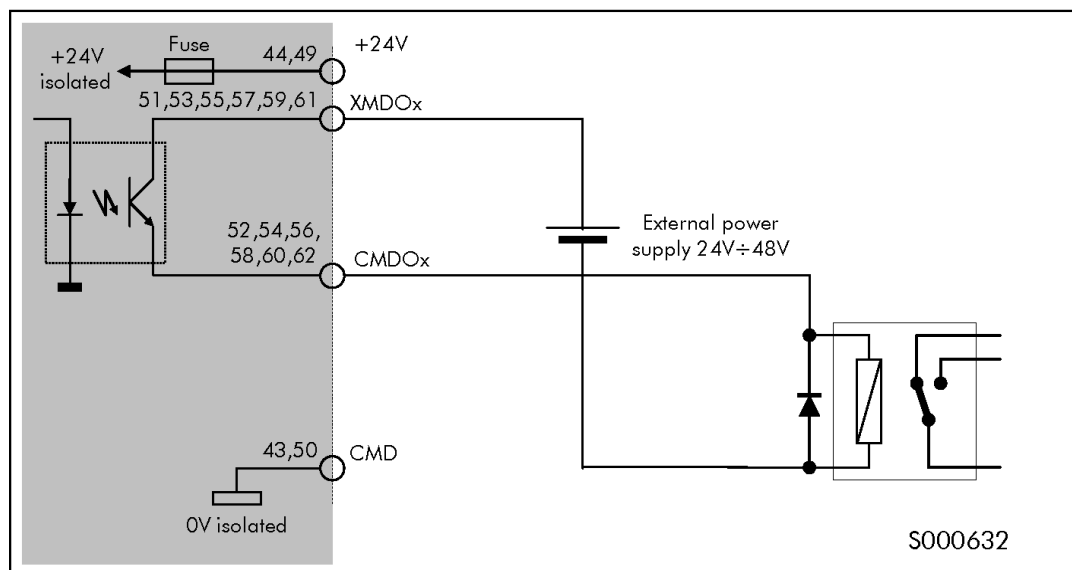 Fuse
44,49
+24V
+24V
isolated
51,53,55,57,59,61
XMDOx
52,54,56,
58,60,62
CMDOx
External power
supply 24V÷48V
43,50
CMD
0V isolated
S000632